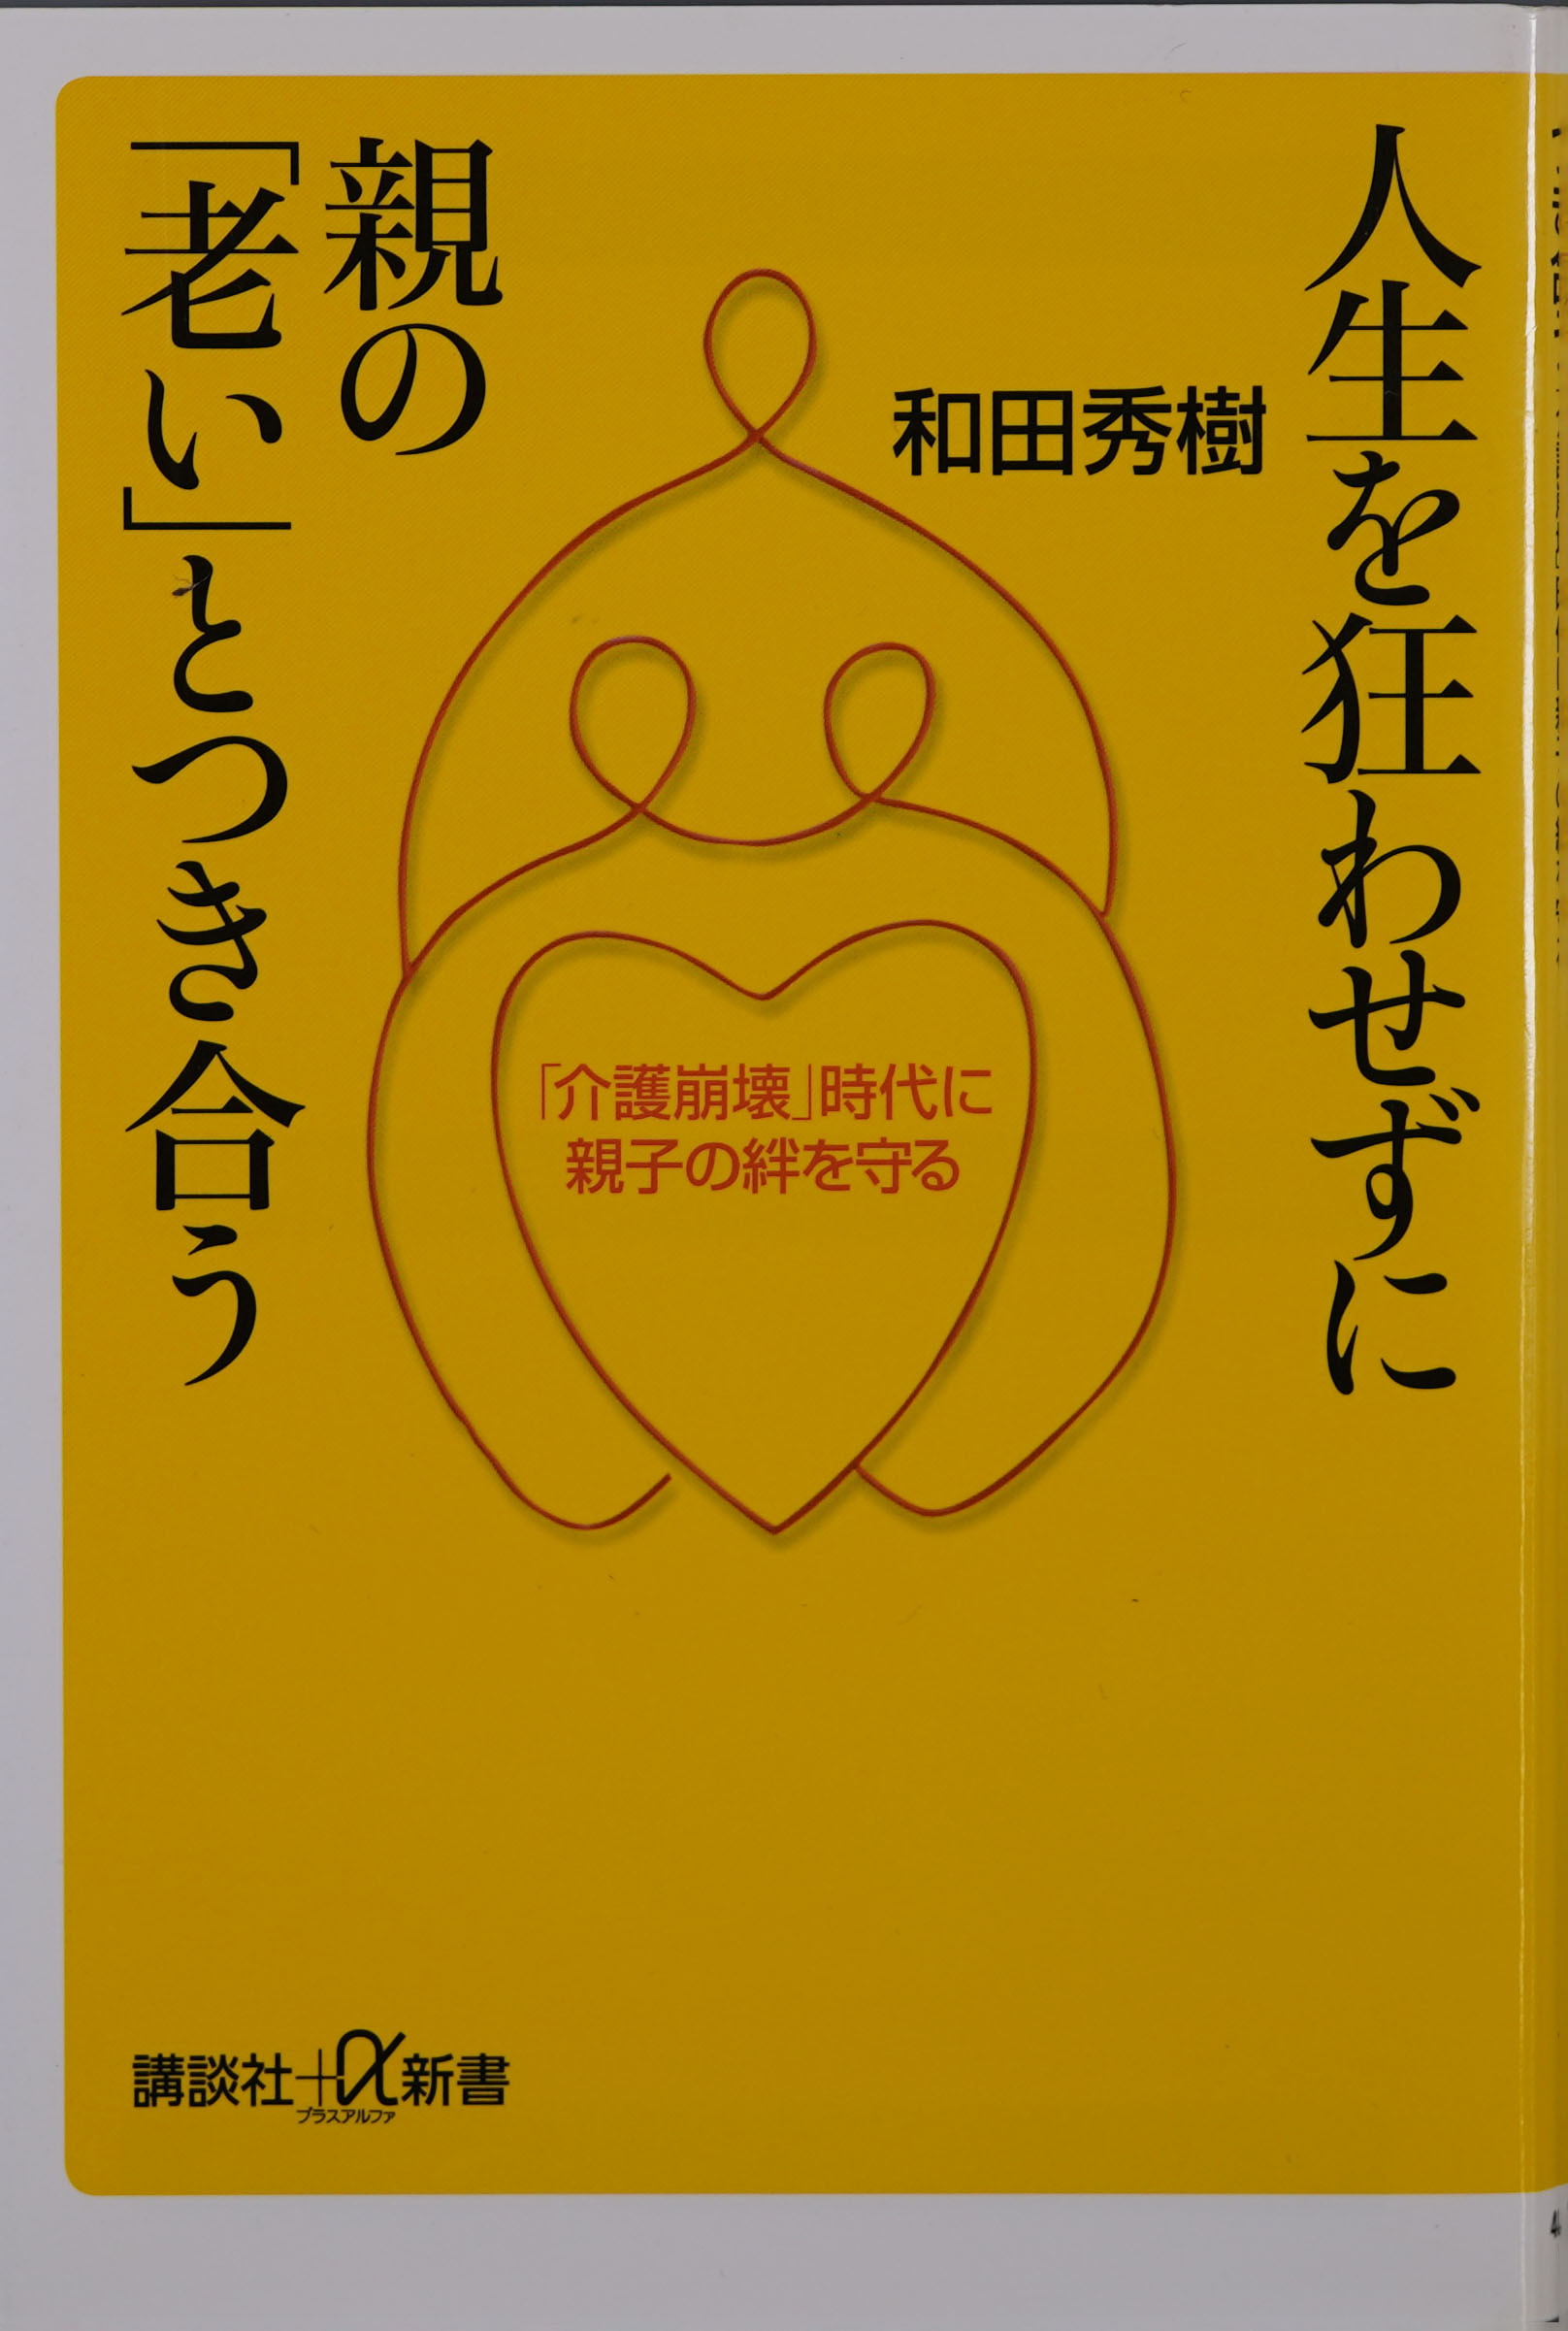 人生を狂わせずに
親の
「老い」とつき合う
和田秀樹
「介護崩壊」時代に
親子の絆を守る
講談社+α新書
プラスアルファ